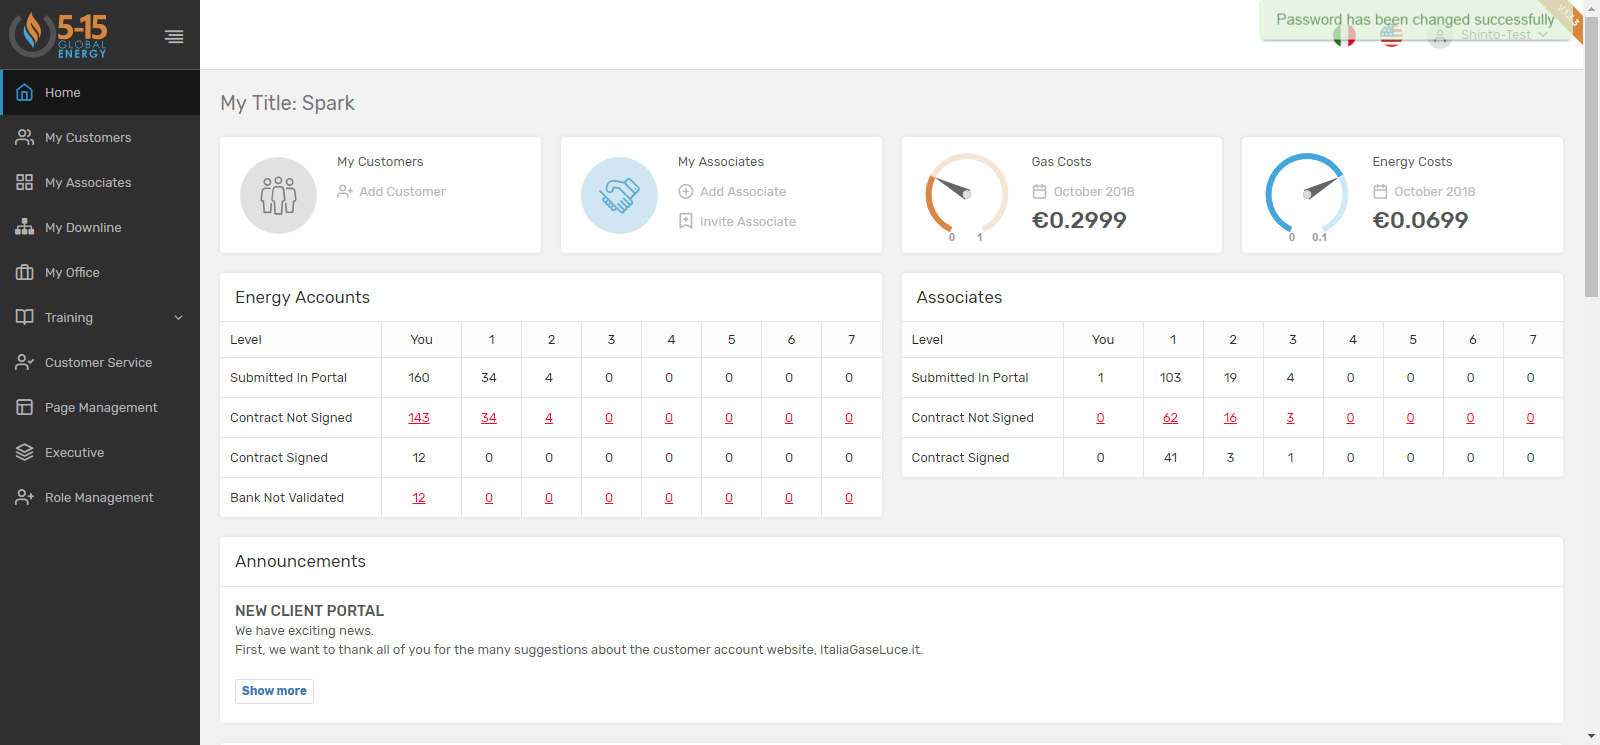 5-15
GLOBAL
ENERGY
Password has been changed successfully
Shinto-Test
Home
My Customers
My Associates
My Downline
My Office
Training
Customer Service
Page Management
Executive
Role Management
My Title: Spark
My Customers
Add Customer
My Associates
Add Associate
Invite Associate
Gas Costs
October 2018
€0.2999
0 1
Energy Costs
October 2018
€0.0699
0 0.1
Energy Accounts
Level You 1 2 3 4 5 6 7
Submitted In Portal 160 34 4 0 0 0 0 0
Contract Not Signed 143 34 4 0 0 0 0 0
Contract Signed 12 0 0 0 0 0 0 0
Bank Not Validated 12 0 0 0 0 0 0 0
Associates
Level You 1 2 3 4 5 6 7
Submitted In Portal 1 103 19 4 0 0 0 0
Contract Not Signed 0 62 16 3 0 0 0 0
Contract Signed 0 41 3 1 0 0 0 0
Announcements
NEW CLIENT PORTAL
We have exciting news.
First, we want to thank all of you for the many suggestions about the customer account website, ItaliaGaseLuce.it.
Show more